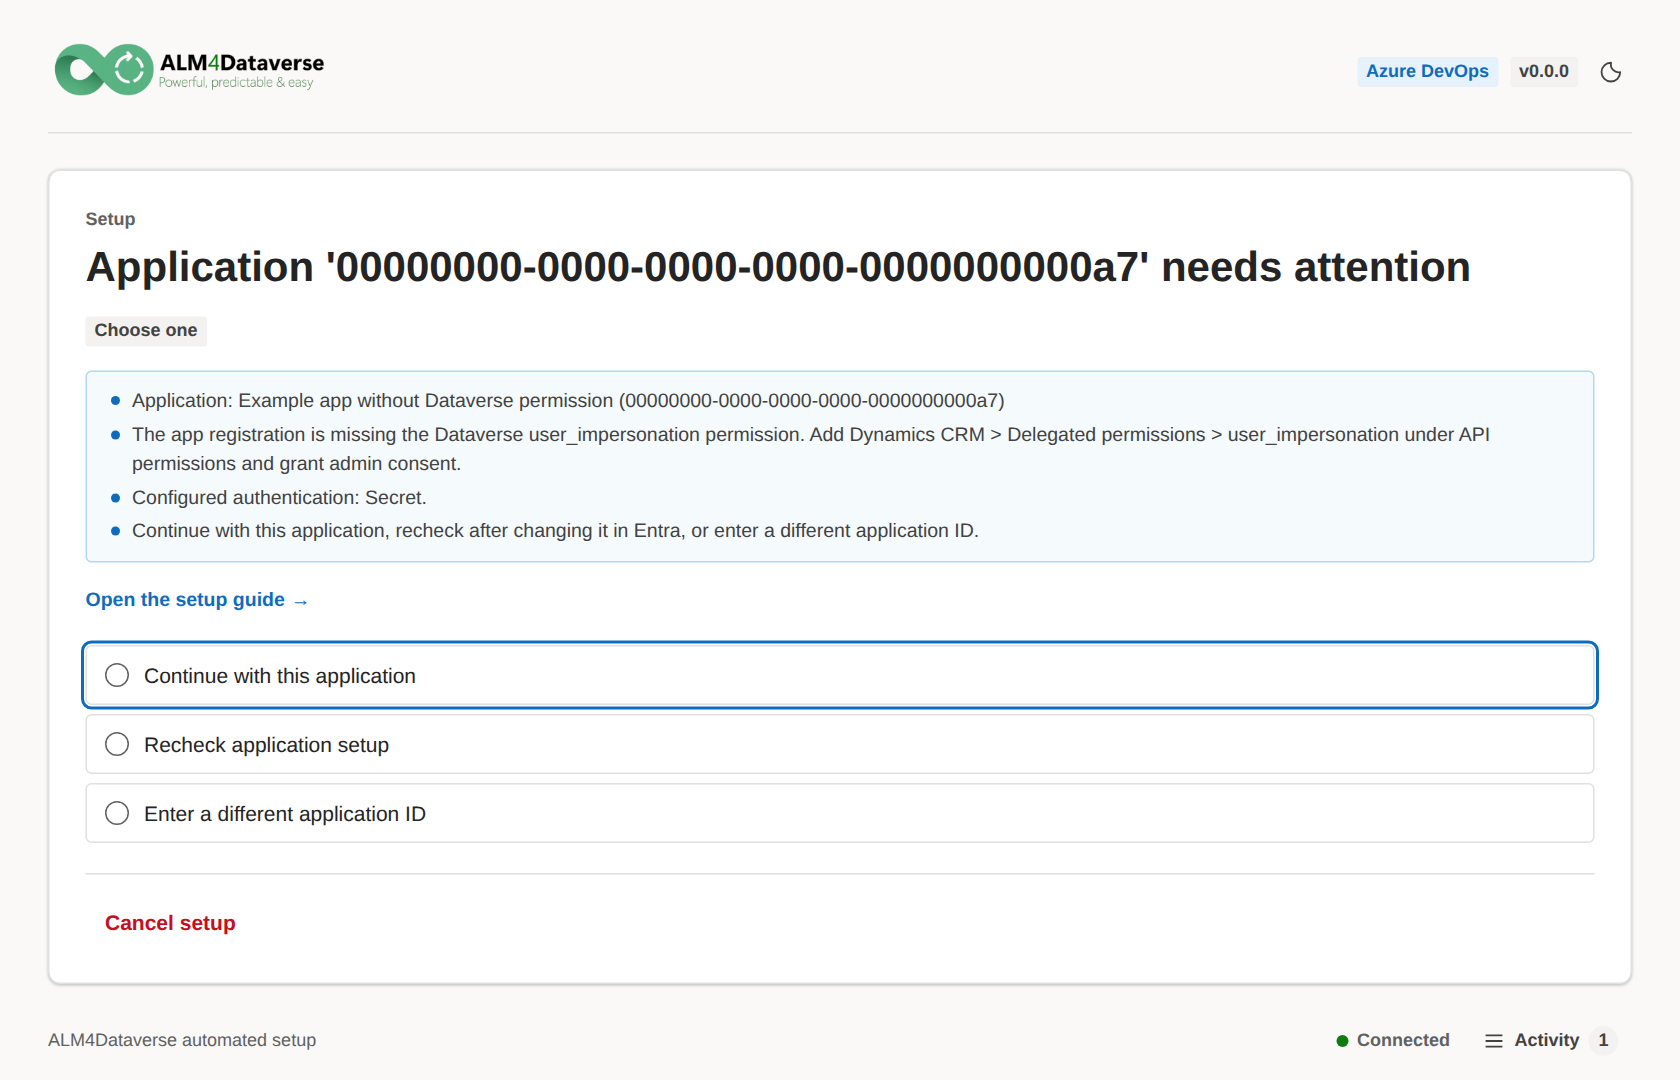 ALM4Dataverse
Powerful, predictable & easy
Azure DevOps
v0.0.0
Setup
Application '00000000-0000-0000-0000-0000000000a7' needs attention
Choose one
Application: Example app without Dataverse permission (00000000-0000-0000-0000-0000000000a7)
The app registration is missing the Dataverse user_impersonation permission. Add Dynamics CRM > Delegated permissions > user_impersonation under API
permissions and grant admin consent.
Configured authentication: Secret.
Continue with this application, recheck after changing it in Entra, or enter a different application ID.
Open the setup guide →
Continue with this application
Recheck application setup
Enter a different application ID
Cancel setup
ALM4Dataverse automated setup
Connected
Activity 1